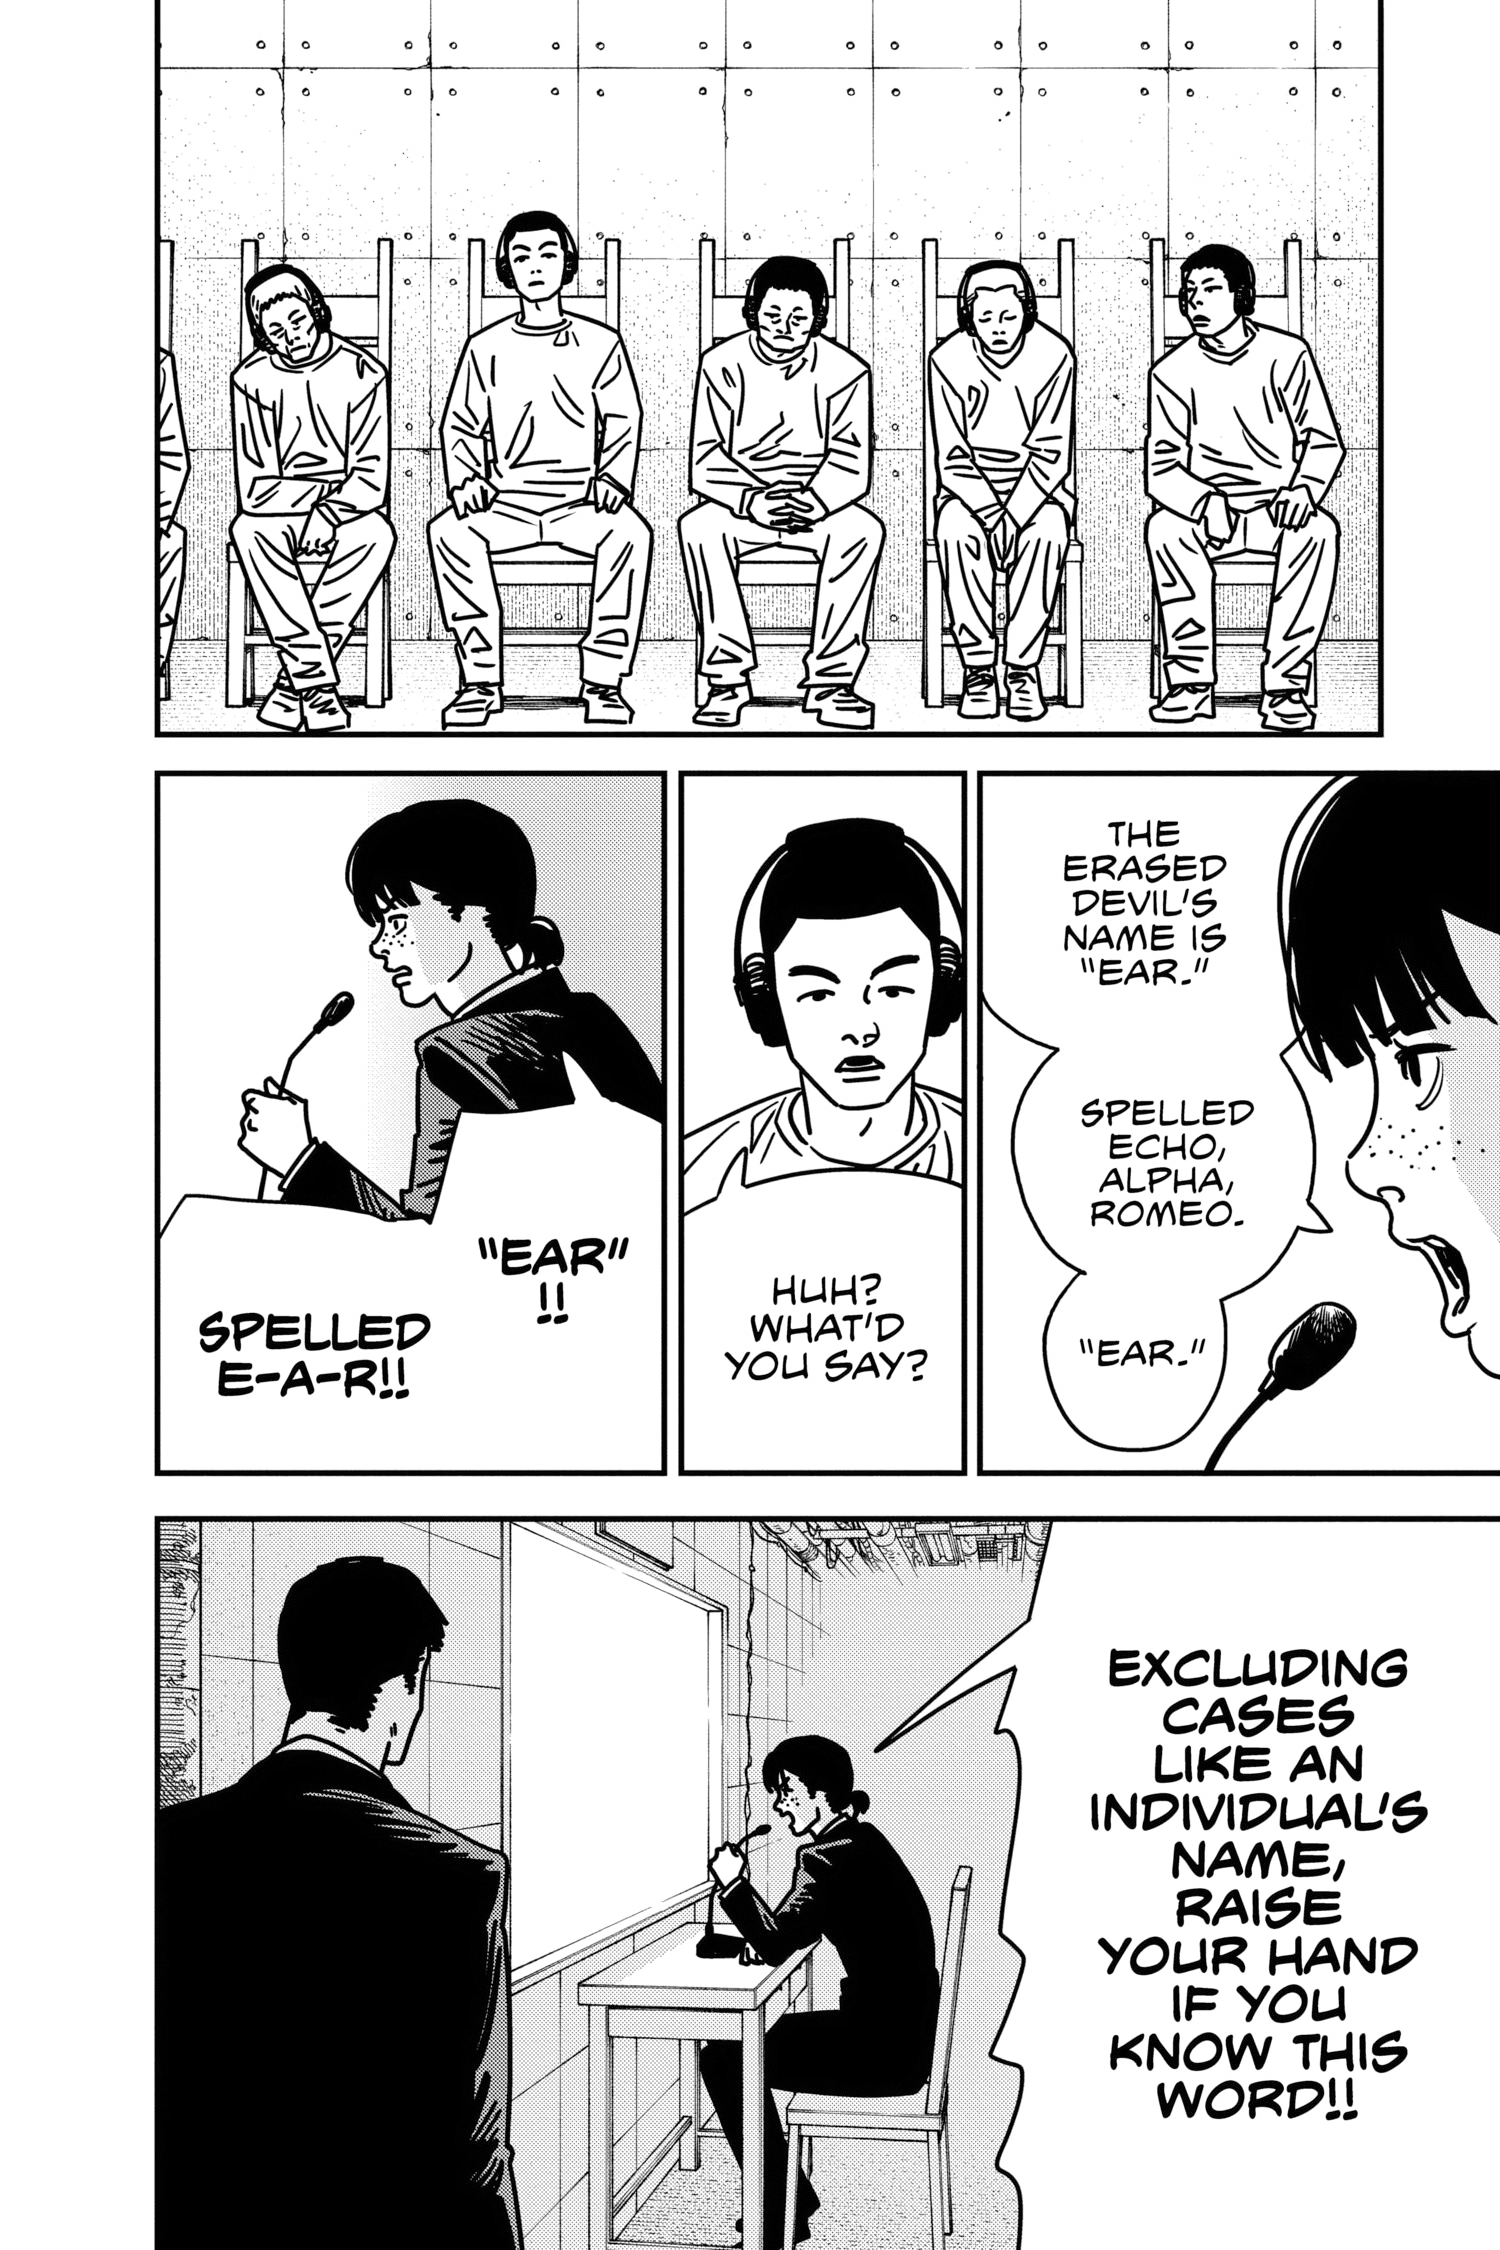 THE
ERASED
DEVIL'S
NAME IS
"EAR."
SPELLED
ECHO,
ALPHA,
ROMEO.
"EAR."
HUH?
WHAT'D
YOU SAY?
"EAR"
!!
SPELLED
E-A-R!!
EXCLUDING
CASES
LIKE AN
INDIVIDUAL'S
NAME,
RAISE
YOUR HAND
IF YOU
KNOW THIS
WORD!!